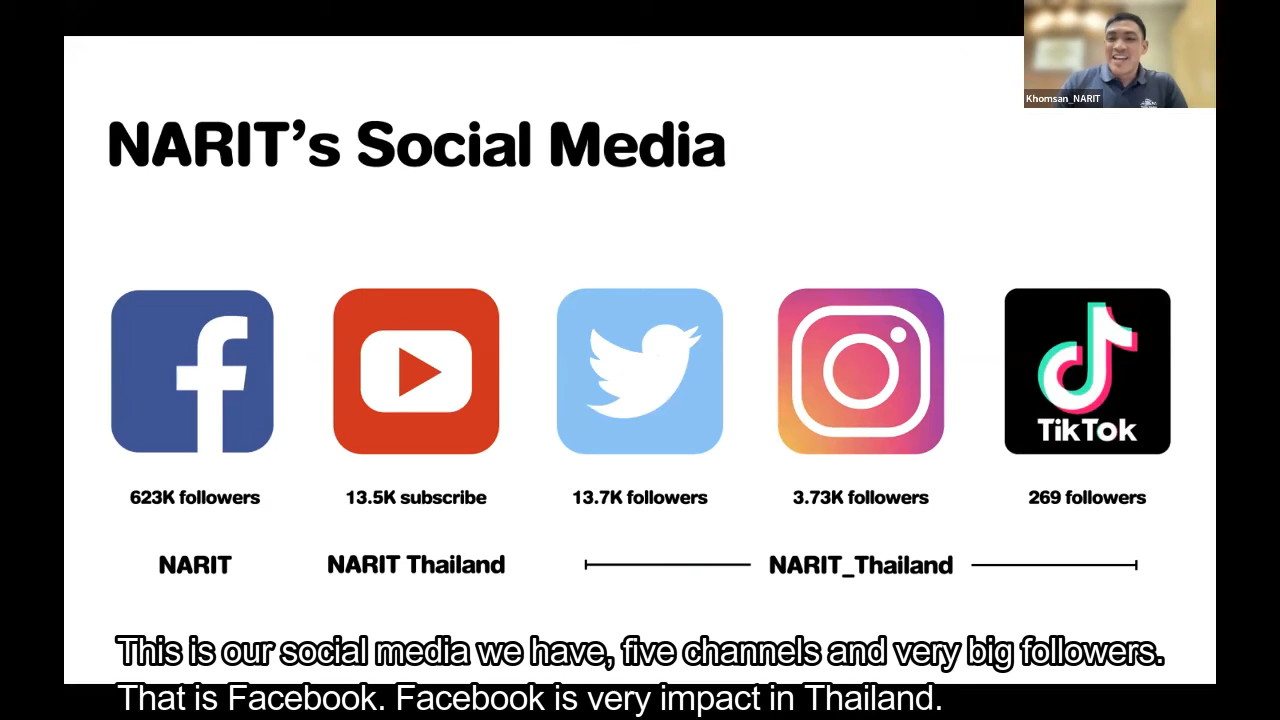 Khomsan_NARIT
NARIT's Social Media
TikTok
623K followers
13.5K subscribe
13.7K followers
3.73K followers
269 followers
NARIT
NARIT Thailand
NARIT_Thailand
This is our social media we have, five channels and very big followers.
That is Facebook. Facebook is very impact in Thailand.